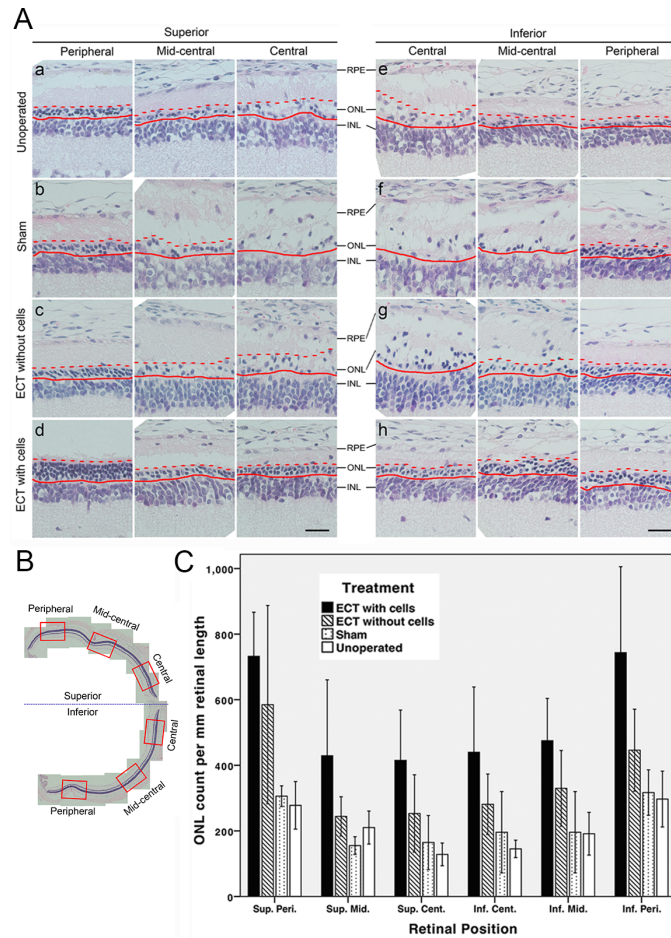 A
Superior
Inferior
Peripheral Mid-central Central
Central Mid-central Peripheral
Unoperated
a
e
RPE
ONL
INL
Sham
b
f
RPE
ONL
INL
ECT without cells
c
g
RPE
ONL
INL
ECT with cells
d
h
RPE
ONL
INL
B
Peripheral
Mid-central
Central
Superior
Inferior
Central
Mid-central
Peripheral
C
Treatment
ECT with cells
ECT without cells
Sham
Unoperated
ONL count per mm retinal length
1,000
800
600
400
200
0
Sup. Peri. Sup. Mid. Sup. Cent. Inf. Cent. Inf. Mid. Inf. Peri.
Retinal Position